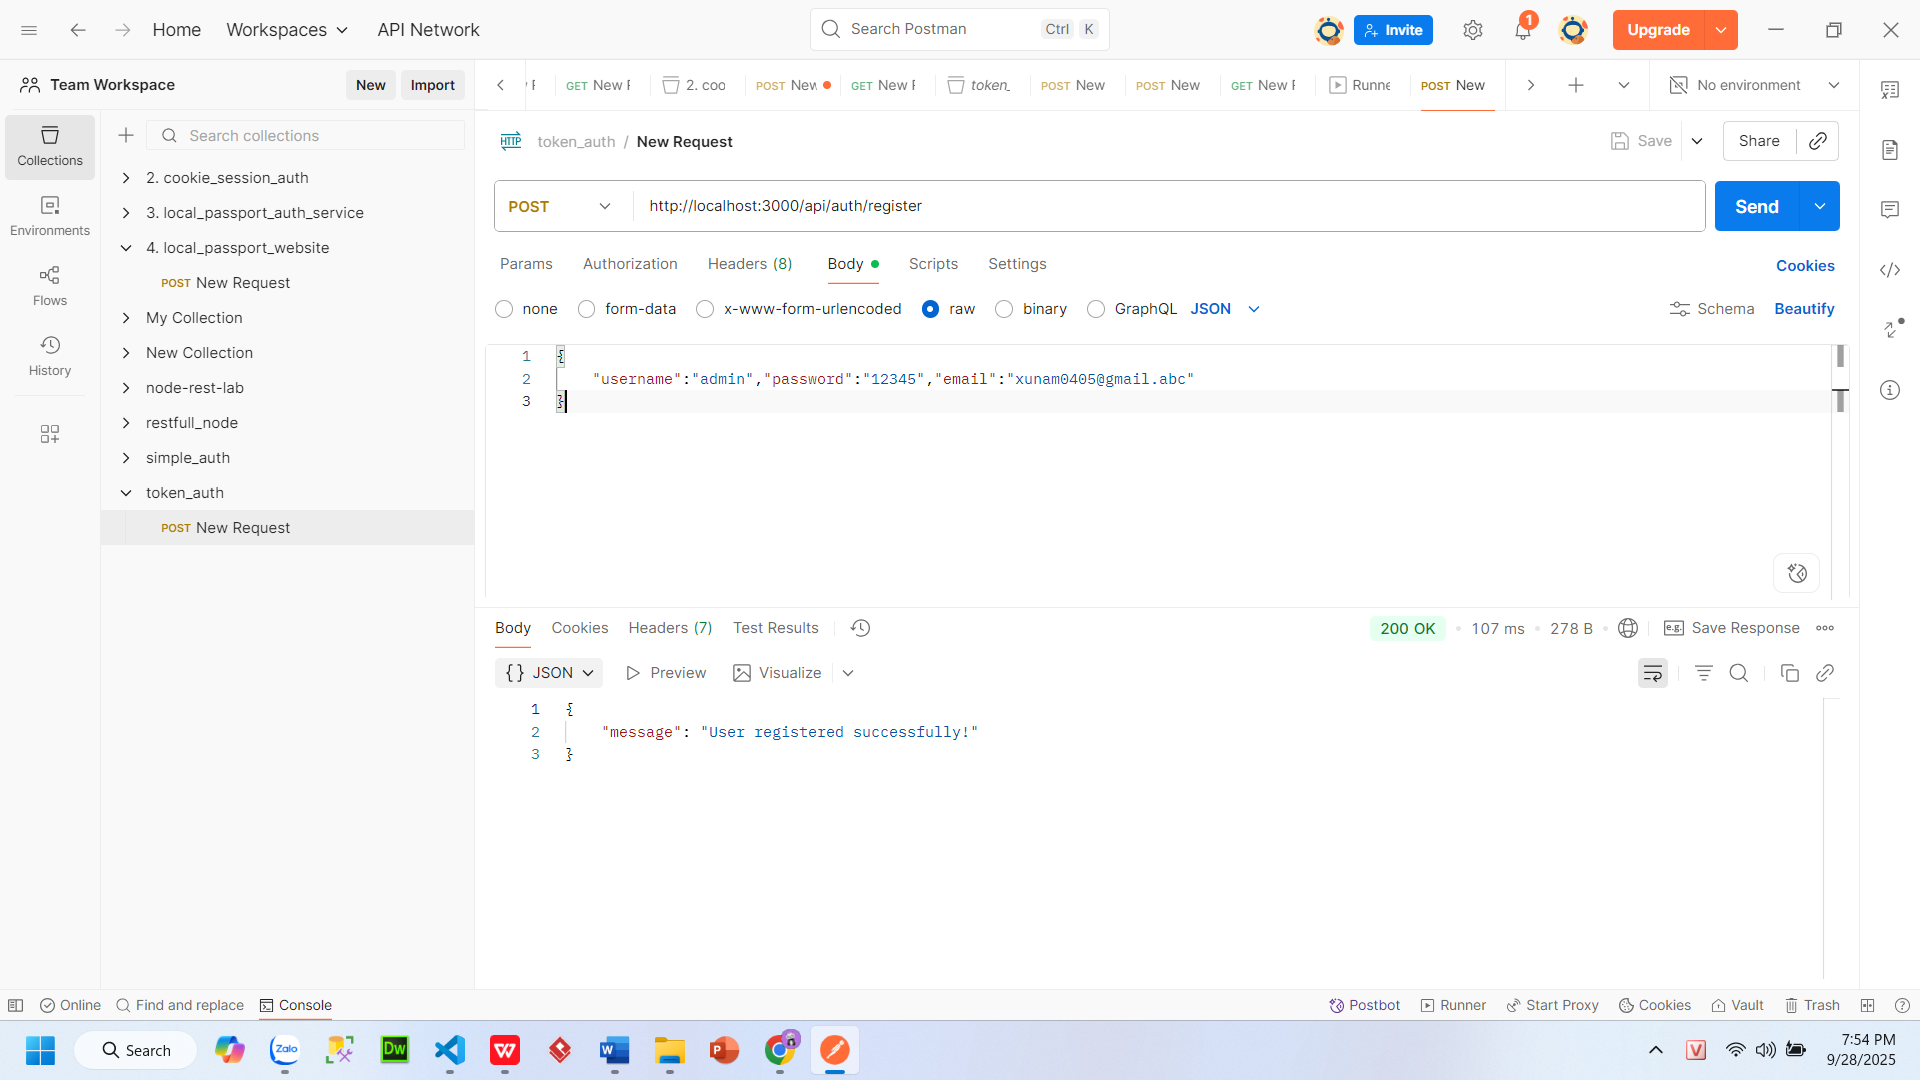 Home
Workspaces
API Network
Search Postman
Ctrl K
Invite
1
Upgrade
Team Workspace
New
Import
GET New F
2. coo
POST New
GET New F
token_
POST New
POST New
GET New F
Runne
POST New
No environment
Collections
Environments
Flows
History
Search collections
2. cookie_session_auth
3. local_passport_auth_service
4. local_passport_website
POST New Request
My Collection
New Collection
node-rest-lab
restfull_node
simple_auth
token_auth
POST New Request
HTTP token_auth / New Request
Save
Share
POST
http://localhost:3000/api/auth/register
Send
Params
Authorization
Headers (8)
Body
Scripts
Settings
Cookies
none
form-data
x-www-form-urlencoded
raw
binary
GraphQL
JSON
Schema
Beautify
1 {
2 "username":"admin","password":"12345","email":"xunam0405@gmail.abc"
3 }
Body
Cookies
Headers (7)
Test Results
200 OK
107 ms
278 B
e.g.
Save Response
{} JSON
Preview
Visualize
1 {
2 "message": "User registered successfully!"
3 }
Online
Find and replace
Console
Postbot
Runner
Start Proxy
Cookies
Vault
Trash
Search
Zalo
Dw
7:54 PM
9/28/2025